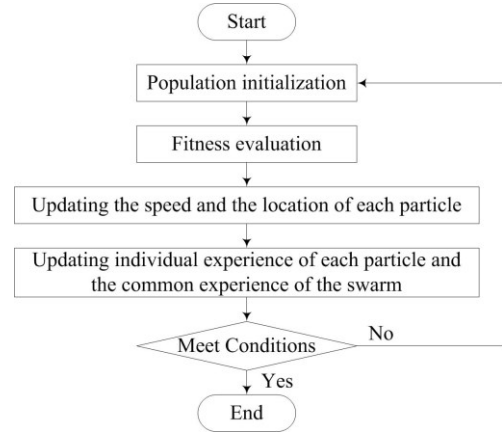 Start
Population initialization
Fitness evaluation
Updating the speed and the location of each particle
Updating individual experience of each particle and
the common experience of the swarm
Meet Conditions
No
Yes
End